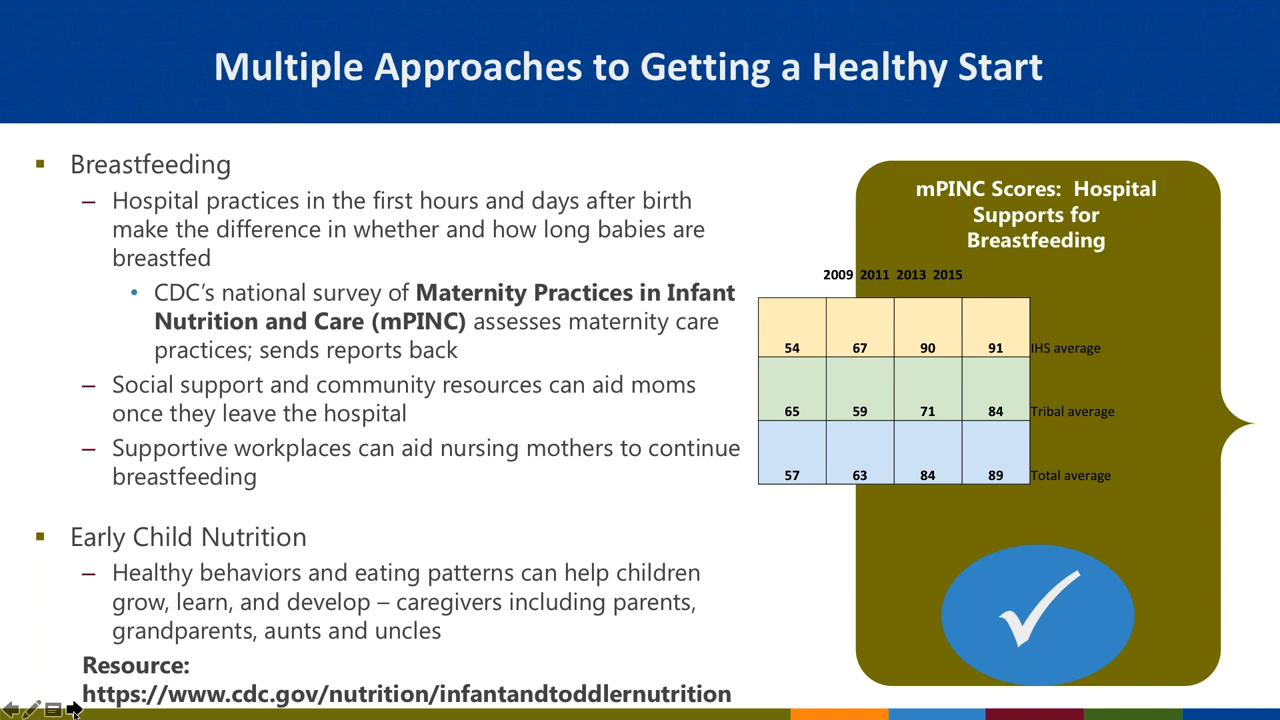 Multiple Approaches to Getting a Healthy Start
▪ Breastfeeding
– Hospital practices in the first hours and days after birth
make the difference in whether and how long babies are
breastfed
• CDC’s national survey of Maternity Practices in Infant
Nutrition and Care (mPINC) assesses maternity care
practices; sends reports back
– Social support and community resources can aid moms
once they leave the hospital
– Supportive workplaces can aid nursing mothers to continue
breastfeeding
▪ Early Child Nutrition
– Healthy behaviors and eating patterns can help children
grow, learn, and develop – caregivers including parents,
grandparents, aunts and uncles
Resource:
https://www.cdc.gov/nutrition/infantandtoddlernutrition
mPINC Scores: Hospital
Supports for
Breastfeeding
2009 2011 2013 2015
54 67 90 91 IHS average
65 59 71 84 Tribal average
57 63 84 89 Total average